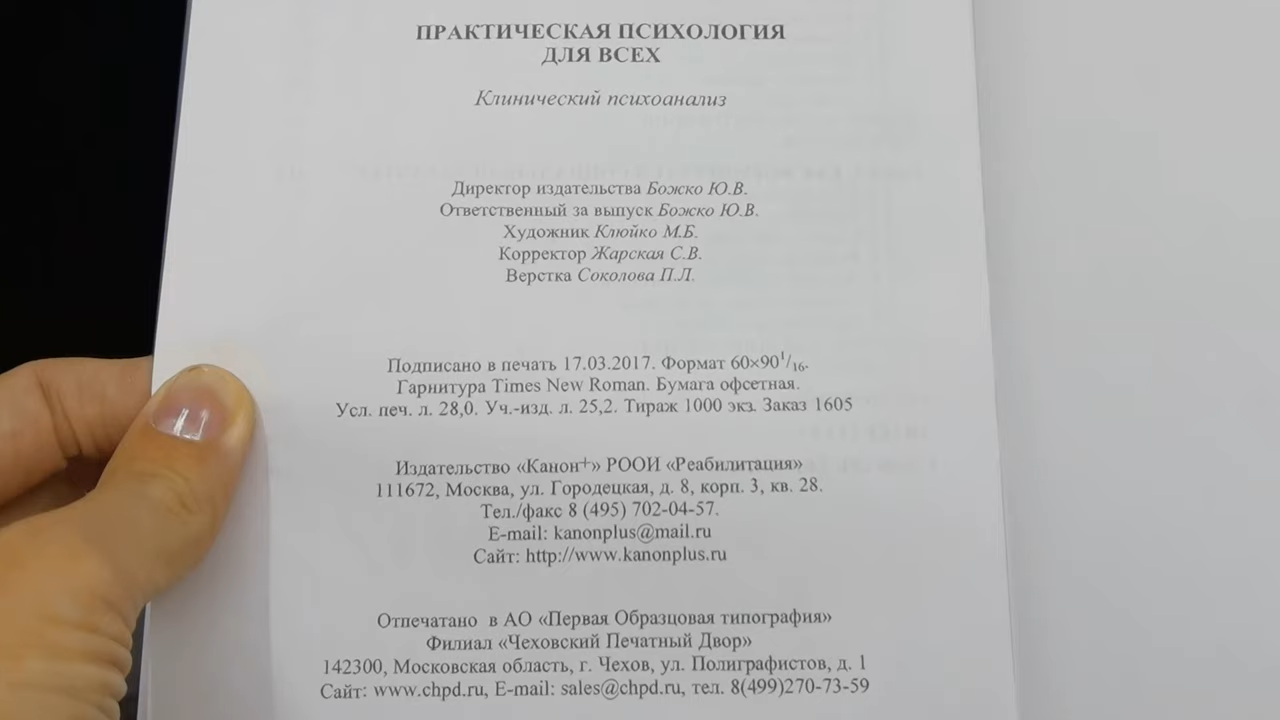 ПРАКТИЧЕСКАЯ ПСИХОЛОГИЯ
ДЛЯ ВСЕХ
Клинический психоанализ
Директор издательства Божко Ю.В.
Ответственный за выпуск Божко Ю.В.
Художник Клюйко М.Б.
Корректор Жарская С.В.
Верстка Соколова П.Л.
Подписано в печать 17.03.2017. Формат 60×90¹/₁₆.
Гарнитура Times New Roman. Бумага офсетная.
Усл. печ. л. 28,0. Уч.-изд. л. 25,2. Тираж 1000 экз. Заказ 1605
Издательство «Канон⁺» РООИ «Реабилитация»
111672, Москва, ул. Городецкая, д. 8, корп. 3, кв. 28.
Тел./факс 8 (495) 702-04-57.
E-mail: kanonplus@mail.ru
Сайт: http://www.kanonplus.ru
Отпечатано в АО «Первая Образцовая типография»
Филиал «Чеховский Печатный Двор»
142300, Московская область, г. Чехов, ул. Полиграфистов, д. 1
Сайт: www.chpd.ru, E-mail: sales@chpd.ru, тел. 8(499)270-73-59